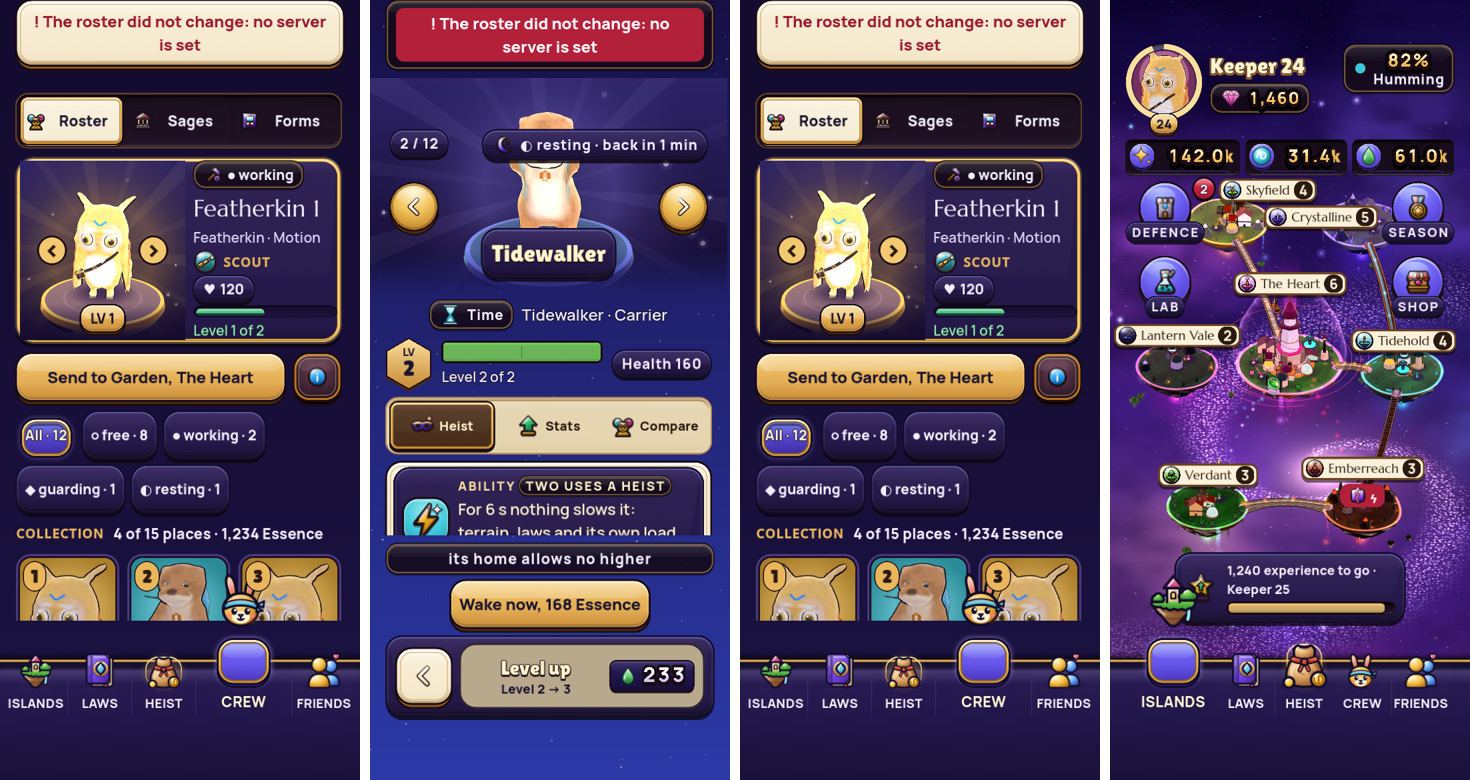 ! The roster did not change: no server
is set
Roster
Sages
Forms
● working
Featherkin 1
Featherkin · Motion
SCOUT
♥ 120
LV 1
Level 1 of 2
Send to Garden, The Heart
i
All · 12
○ free · 8
● working · 2
◆ guarding · 1
◐ resting · 1
COLLECTION 4 of 15 places · 1,234 Essence
1
2
3
ISLANDS
LAWS
HEIST
CREW
FRIENDS
! The roster did not change: no
server is set
2 / 12
◐ resting · back in 1 min
Tidewalker
Time
Tidewalker · Carrier
LV
2
Level 2 of 2
Health 160
Heist
Stats
Compare
ABILITY TWO USES A HEIST
For 6 s nothing slows it:
terrain, laws and its own load
its home allows no higher
Wake now, 168 Essence
Level up
Level 2 → 3
233
! The roster did not change: no server
is set
Roster
Sages
Forms
● working
Featherkin 1
Featherkin · Motion
SCOUT
♥ 120
LV 1
Level 1 of 2
Send to Garden, The Heart
i
All · 12
○ free · 8
● working · 2
◆ guarding · 1
◐ resting · 1
COLLECTION 4 of 15 places · 1,234 Essence
1
2
3
ISLANDS
LAWS
HEIST
CREW
FRIENDS
Keeper 24
1,460
24
82%
Humming
142.0k
31.4k
61.0k
2
Skyfield 4
DEFENCE
Crystalline 5
SEASON
LAB
The Heart 6
SHOP
Lantern Vale 2
Tidehold 4
Verdant 3
Emberreach 3
1,240 experience to go ·
Keeper 25
ISLANDS
LAWS
HEIST
CREW
FRIENDS